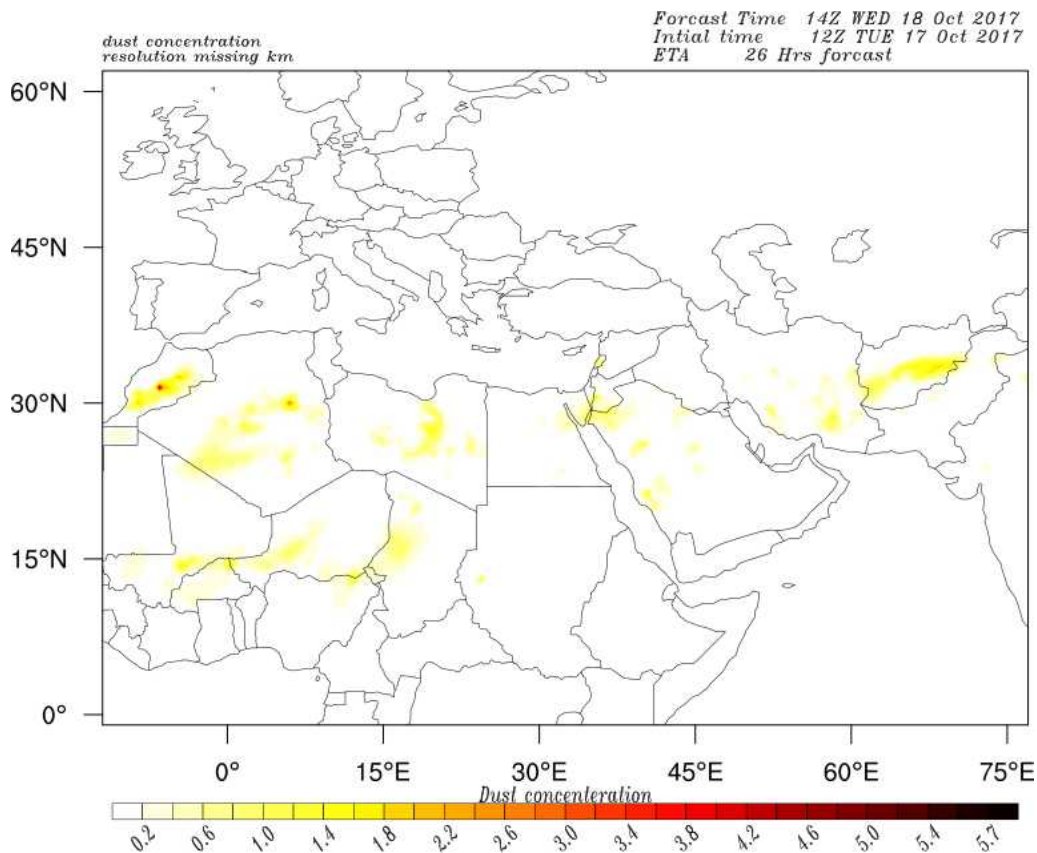 Forcast Time 14Z WED 18 Oct 2017
dust concentration
Intial time 12Z TUE 17 Oct 2017
resolution missing km
ETA 26 Hrs forcast
60°N
45°N
30°N
15°N
0°
0° 15°E 30°E 45°E 60°E 75°E
Dust concenteration
0.2 0.6 1.0 1.4 1.8 2.2 2.6 3.0 3.4 3.8 4.2 4.6 5.0 5.4 5.7